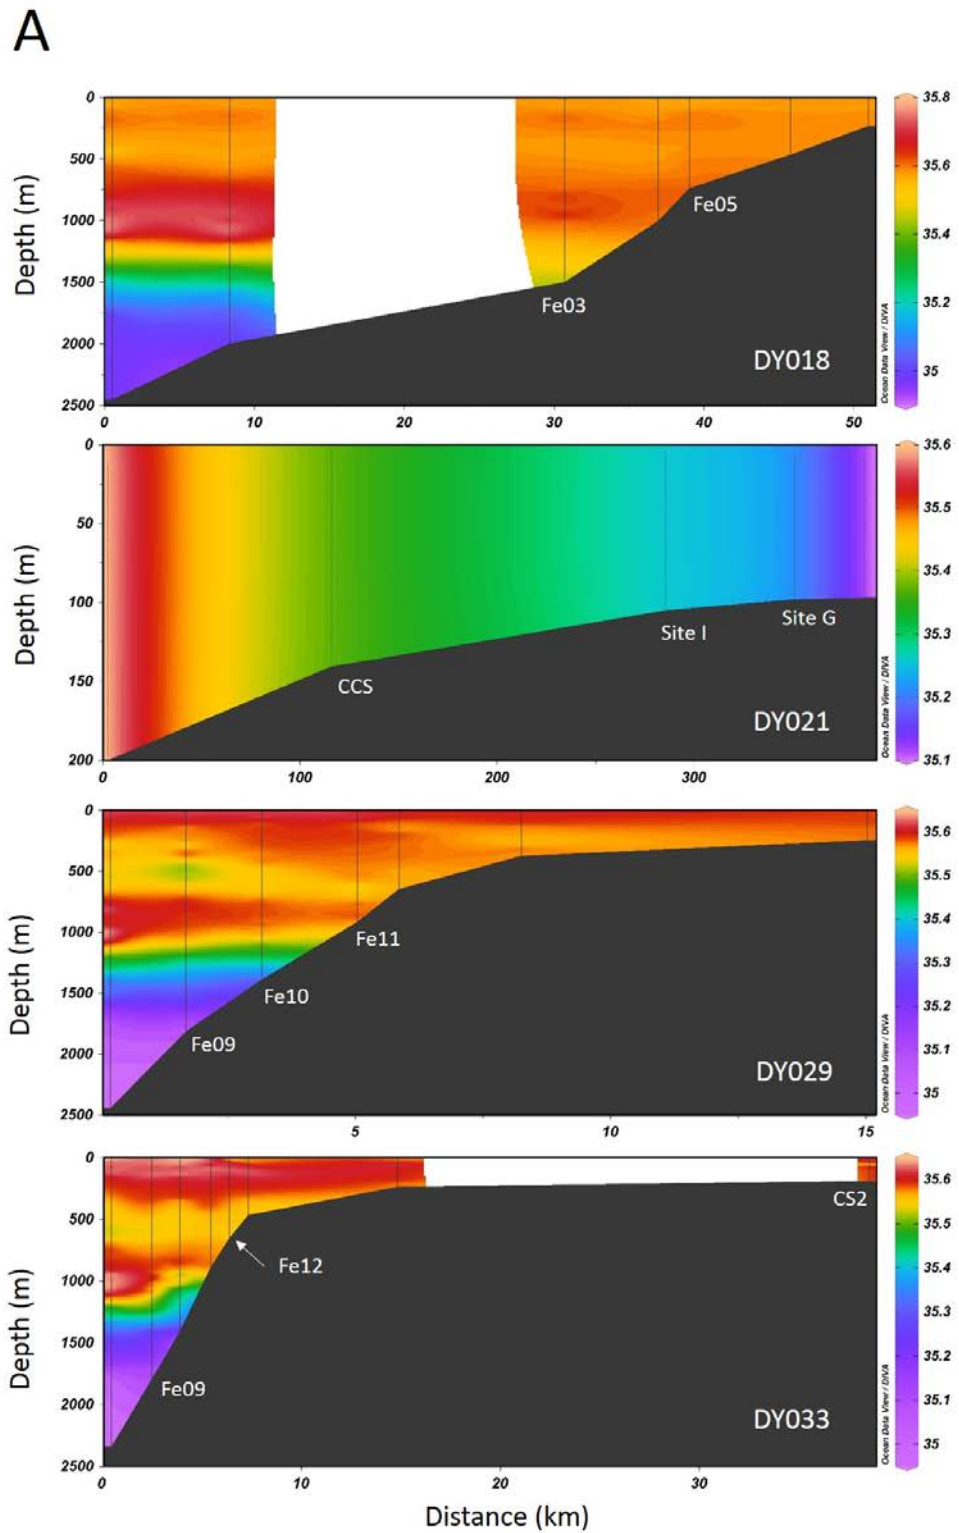 A
Depth (m)
0
500
1000
1500
2000
2500
0
10
20
30
40
50
Fe03
Fe05
DY018
35.8
35.6
35.4
35.2
35
Ocean Data View / DIVA
Depth (m)
0
50
100
150
200
0
100
200
300
CCS
Site I
Site G
DY021
35.6
35.5
35.4
35.3
35.2
35.1
Ocean Data View / DIVA
Depth (m)
0
500
1000
1500
2000
2500
5
10
15
Fe11
Fe10
Fe09
DY029
35.6
35.5
35.4
35.3
35.2
35.1
35
Ocean Data View / DIVA
Depth (m)
0
500
1000
1500
2000
2500
0
10
20
30
CS2
Fe12
Fe09
DY033
35.6
35.5
35.4
35.3
35.2
35.1
35
Ocean Data View / DIVA
Distance (km)